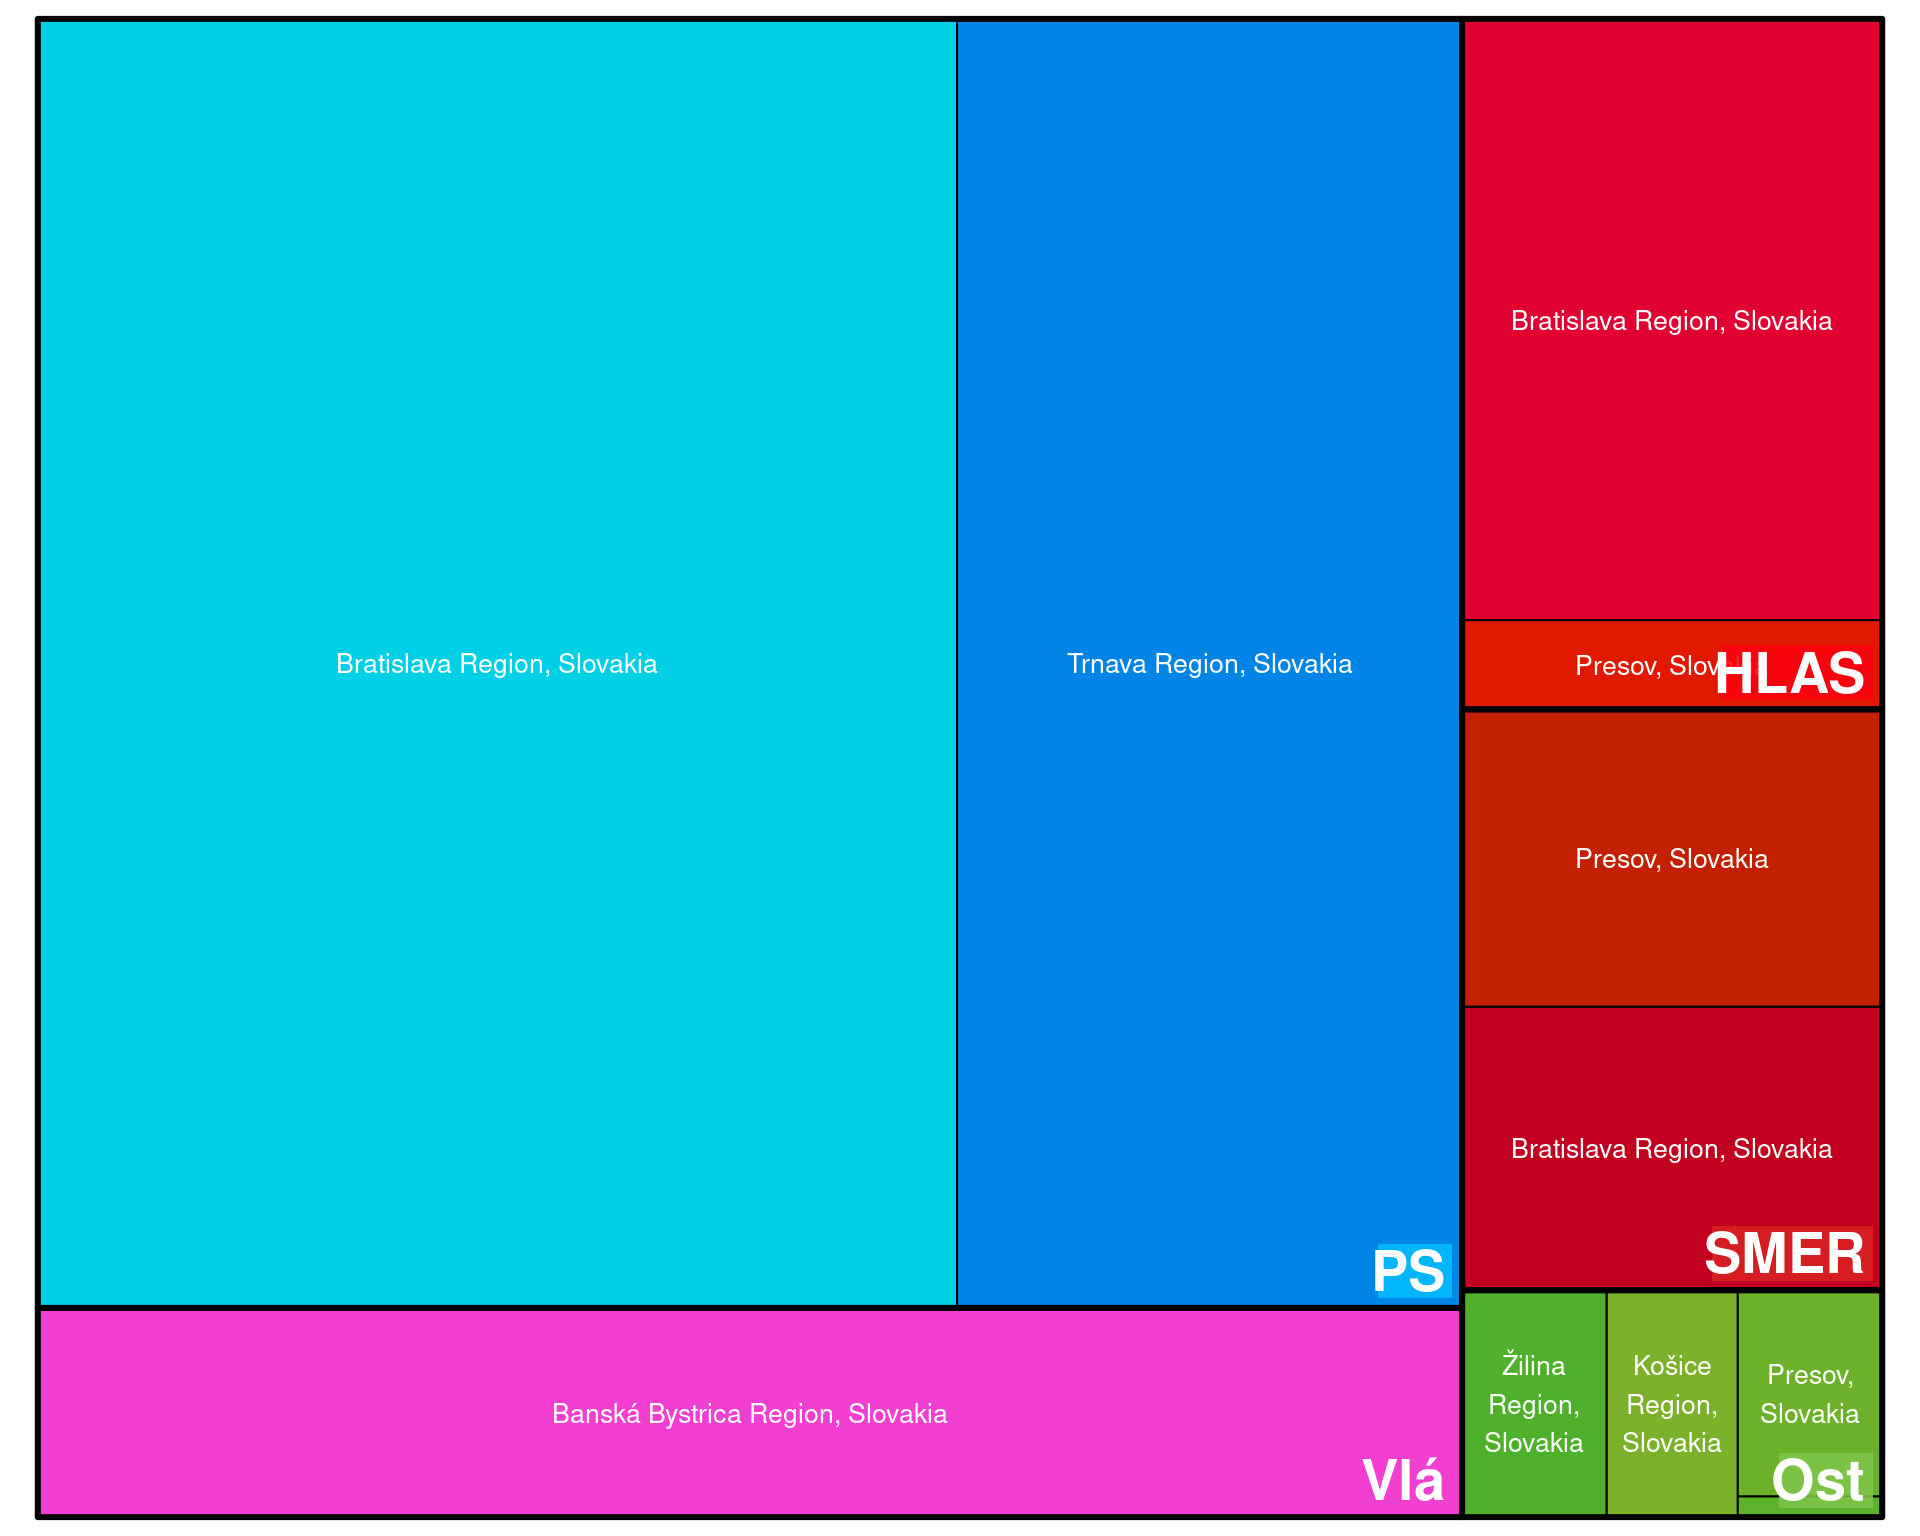 Bratislava Region, Slovakia
Trnava Region, Slovakia
PS
Banská Bystrica Region, Slovakia
Vlá
Bratislava Region, Slovakia
Presov, Slov
HLAS
Presov, Slovakia
Bratislava Region, Slovakia
SMER
Žilina
Region,
Slovakia
Košice
Region,
Slovakia
Presov,
Slovakia
Ost